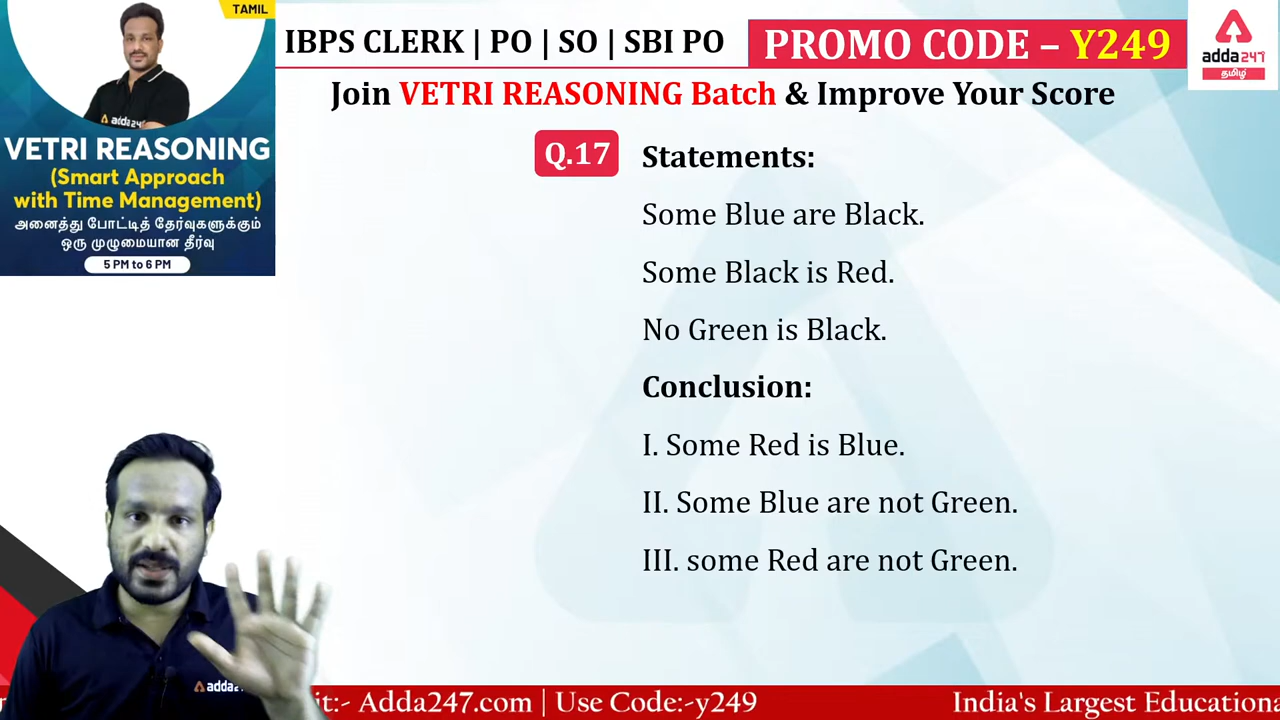 TAMIL
adda247
VETRI REASONING
(Smart Approach
with Time Management)
அனைத்து போட்டித் தேர்வுகளுக்கும்
ஒரு முழுமையான தீர்வு
5 PM to 6 PM
IBPS CLERK | PO | SO | SBI PO
PROMO CODE – Y249
adda247
தமிழ்
Join VETRI REASONING Batch & Improve Your Score
Q.17 Statements:
Some Blue are Black.
Some Black is Red.
No Green is Black.
Conclusion:
I. Some Red is Blue.
II. Some Blue are not Green.
III. some Red are not Green.
:- Adda247.com | Use Code:-y249 India's Largest